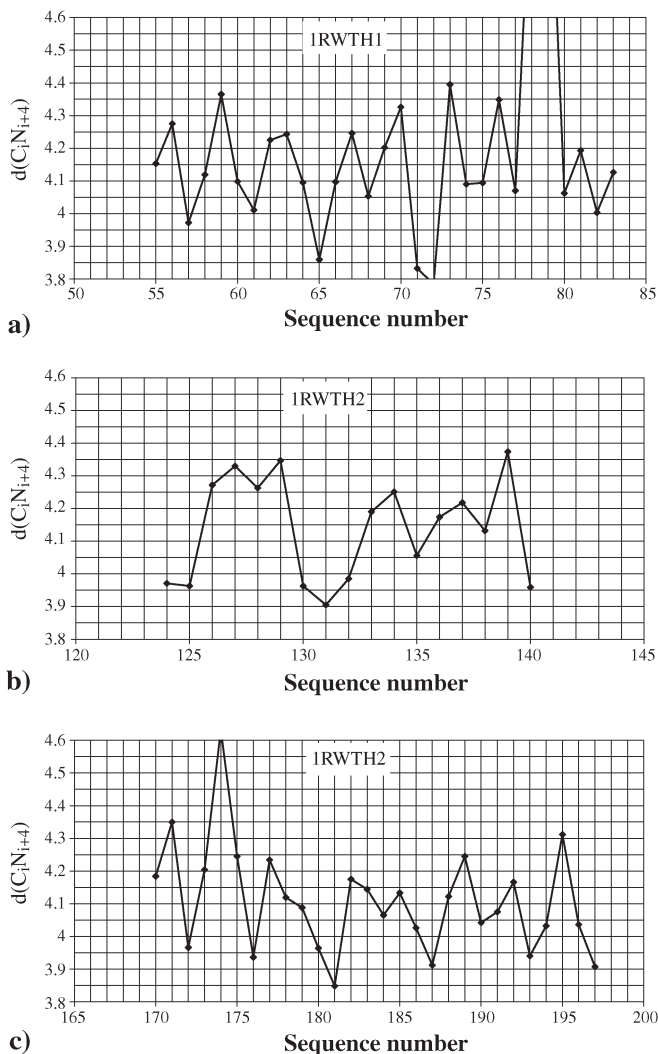 4.6
1RWTH1
4.5
4.4
4.3
4.2
4.1
4
3.9
3.8
d(CᵢNᵢ₊₄)
50 55 60 65 70 75 80 85
a) Sequence number
4.6
1RWTH2
4.5
4.4
4.3
4.2
4.1
4
3.9
3.8
d(CᵢNᵢ₊₄)
120 125 130 135 140 145
b) Sequence number
4.6
1RWTH2
4.5
4.4
4.3
4.2
4.1
4
3.9
3.8
d(CᵢNᵢ₊₄)
165 170 175 180 185 190 195 200
c) Sequence number